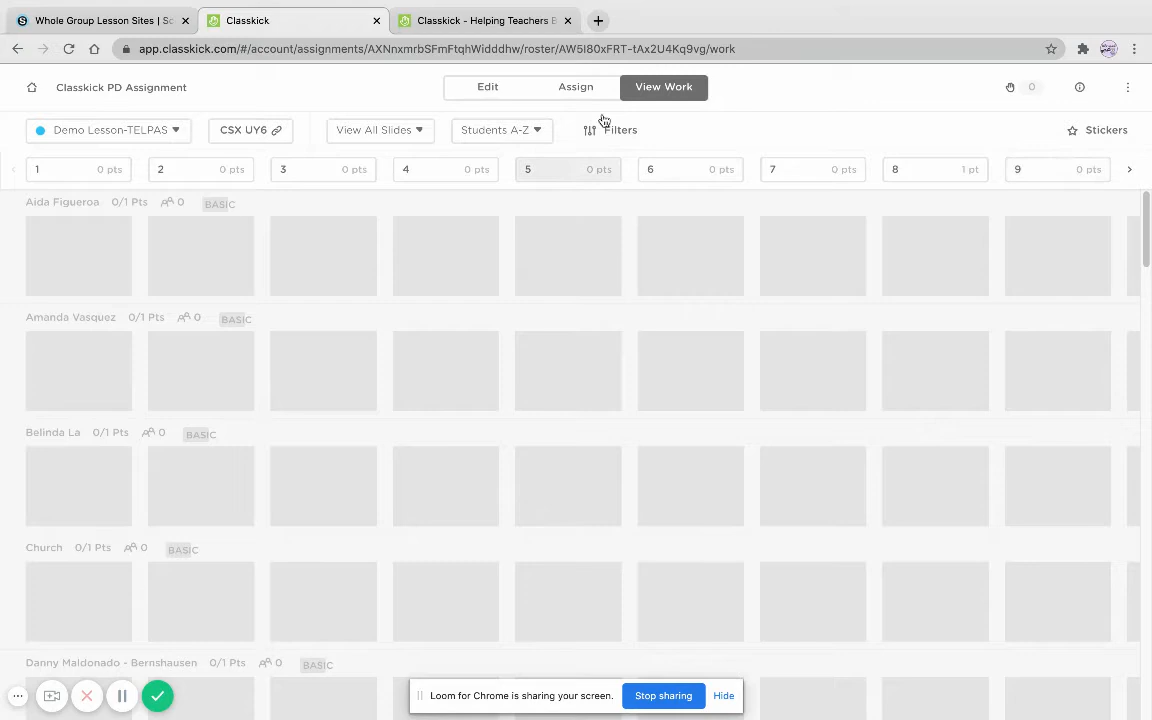 Whole Group Lesson Sites | Sc
Classkick
Classkick - Helping Teachers B
app.classkick.com/#/account/assignments/AXNnxmrbSFmFtqhWidddhw/roster/AW5I80xFRT-tAx2U4Kq9vg/work
Classkick PD Assignment
Edit
Assign
View Work
0
Demo Lesson-TELPAS
CSX UY6
View All Slides
Students A-Z
Filters
Stickers
1 0 pts 2 0 pts 3 0 pts 4 0 pts 5 0 pts 6 0 pts 7 0 pts 8 1 pt 9 0 pts
Aida Figueroa 0/1 Pts 0 BASIC
Amanda Vasquez 0/1 Pts 0 BASIC
Belinda La 0/1 Pts 0 BASIC
Church 0/1 Pts 0 BASIC
Danny Maldonado - Bernshausen 0/1 Pts 0 BASIC
Loom for Chrome is sharing your screen.
Stop sharing
Hide